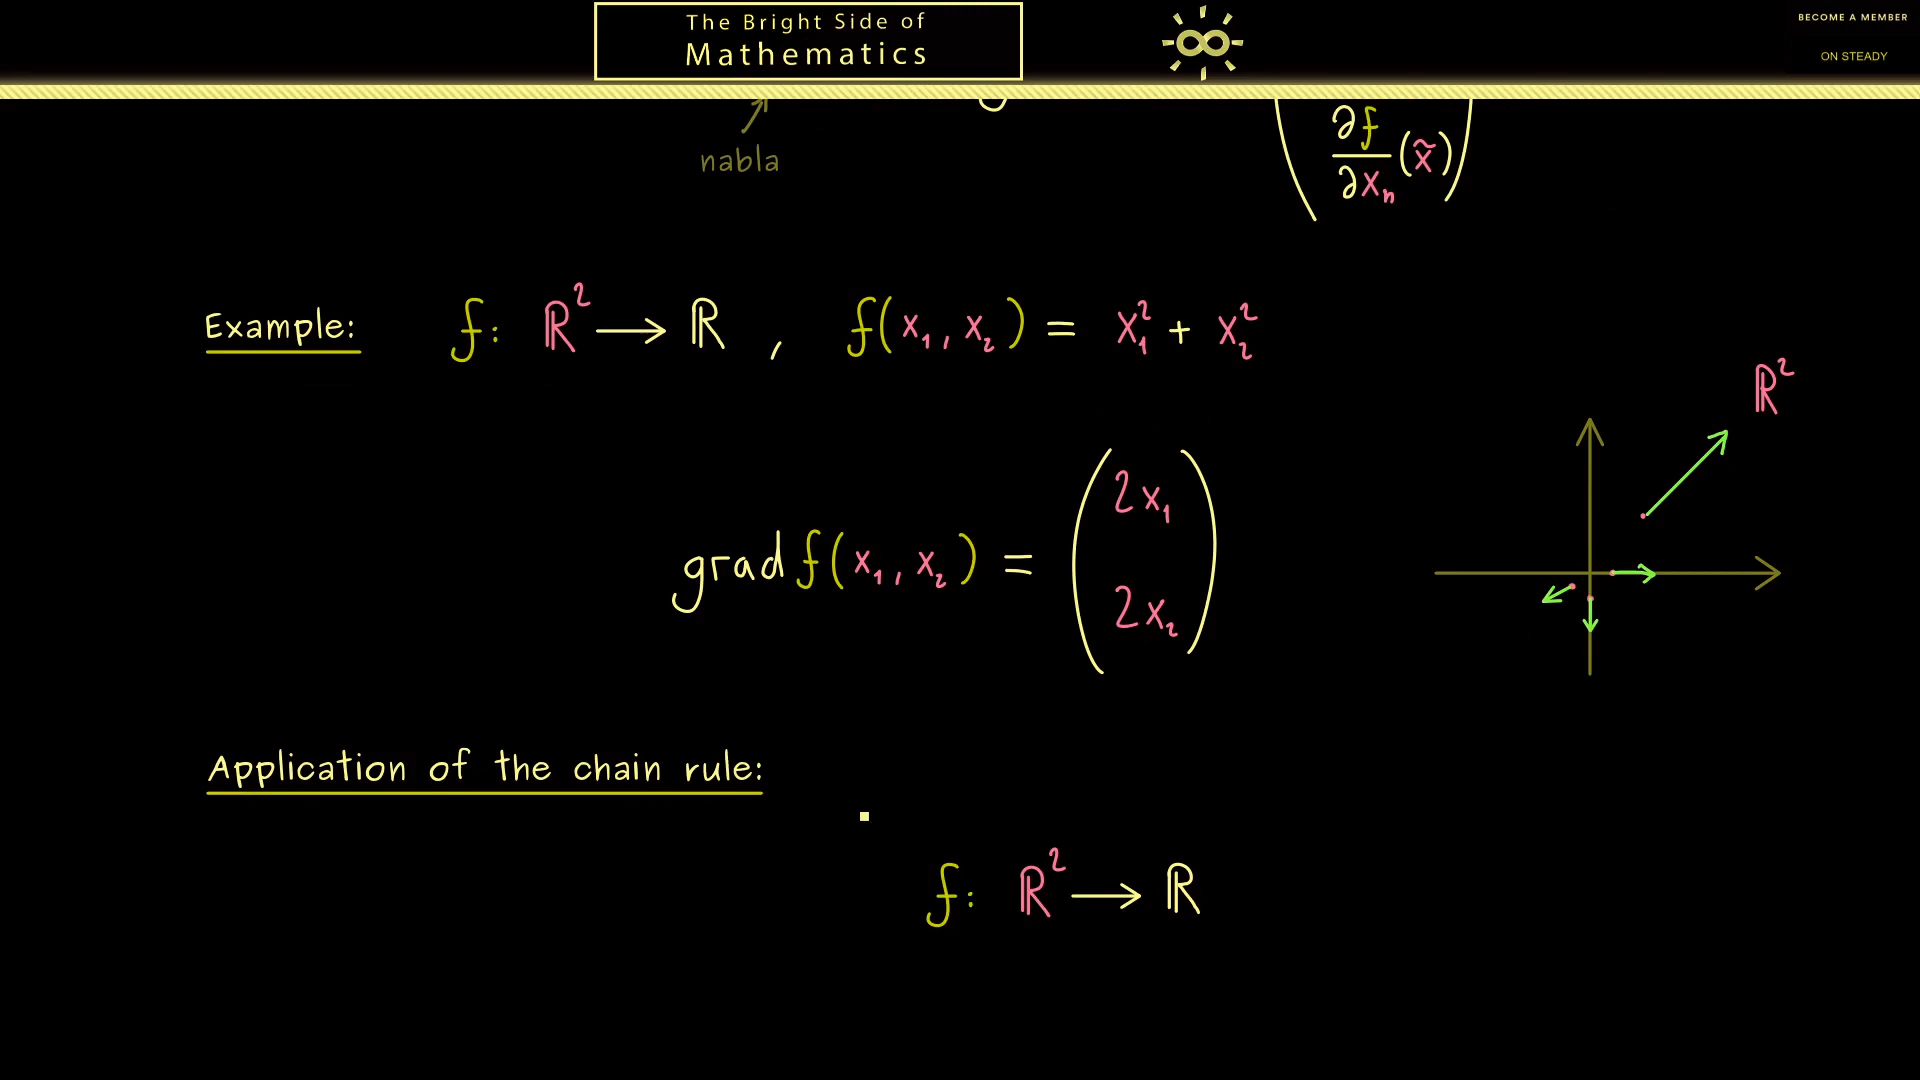 The Bright Side of
Mathematics
BECOME A MEMBER
ON STEADY
nabla
∂f/∂xₙ (x̃)
Example: f: ℝ² ⟶ ℝ , f(x₁, x₂) = x₁² + x₂²
ℝ²
grad f(x₁, x₂) = ( 2x₁
2x₂ )
Application of the chain rule:
f: ℝ² ⟶ ℝ